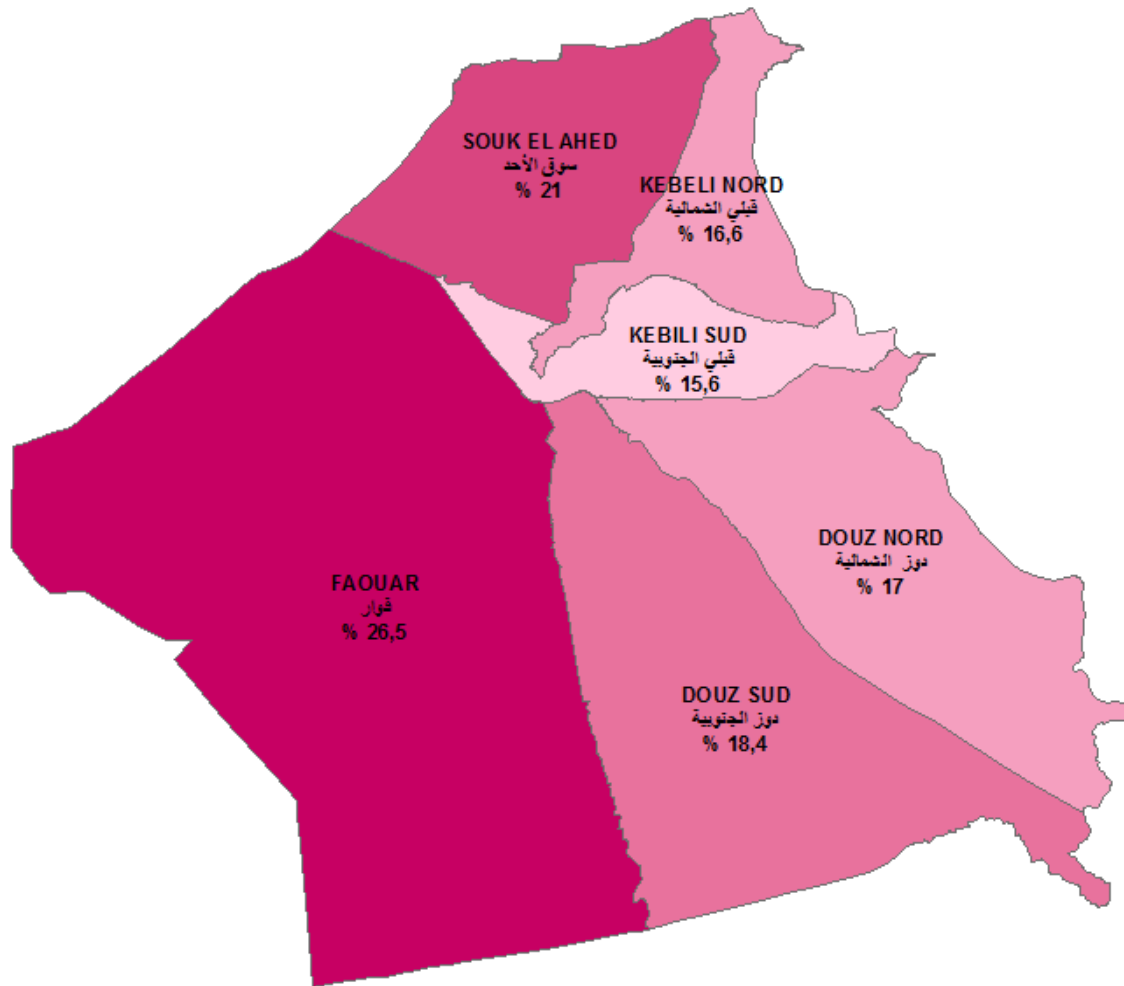 SOUK EL AHED
سوق الأحد
% 21
KEBELI NORD
قبلي الشمالية
% 16,6
KEBILI SUD
قبلي الجنوبية
% 15,6
DOUZ NORD
دوز الشمالية
% 17
FAOUAR
فوار
% 26,5
DOUZ SUD
دوز الجنوبية
% 18,4